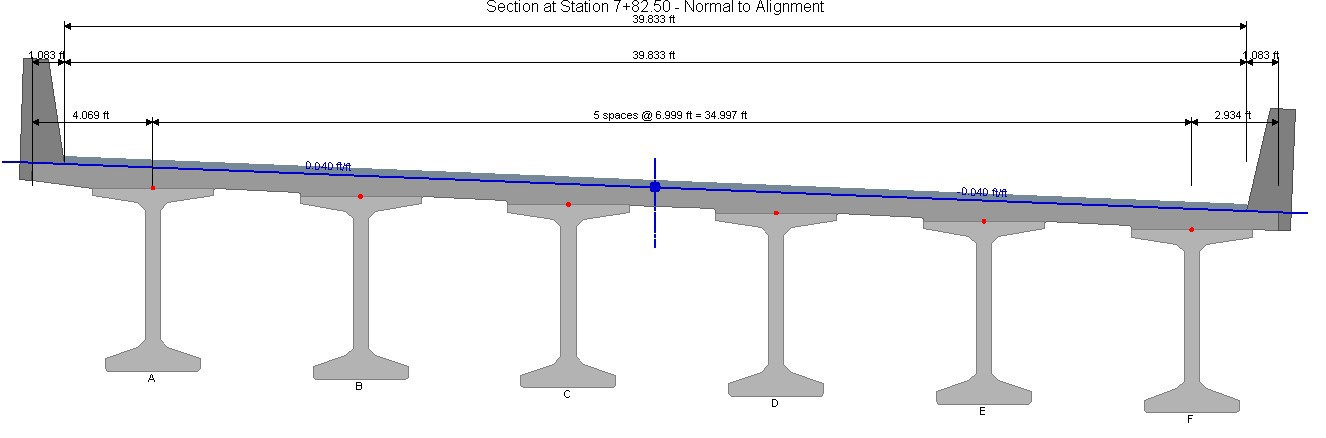 Section at Station 7+82.50 - Normal to Alignment
39.833 ft
1.083 ft
39.833 ft
1.083 ft
4.069 ft
5 spaces @ 6.999 ft = 34.997 ft
2.934 ft
0.040 ft/ft
-0.040 ft/ft
A
B
C
D
E
F